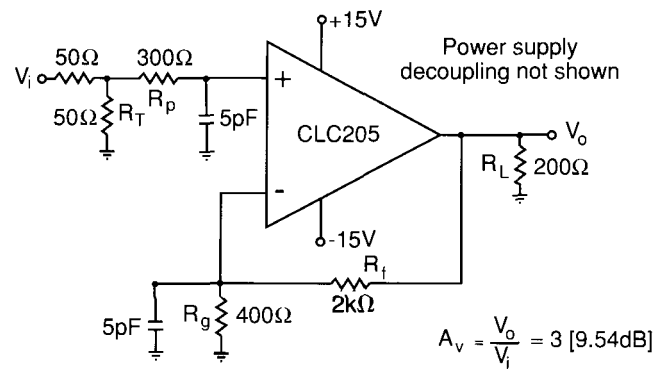 +15V
Power supply
decoupling not shown
50Ω
300Ω
Vi
Rp
+
50Ω
RT
5pF
CLC205
Vo
RL
200Ω
-
-15V
Rf
2kΩ
5pF
Rg
400Ω
Av = Vo/Vi = 3 [9.54dB]